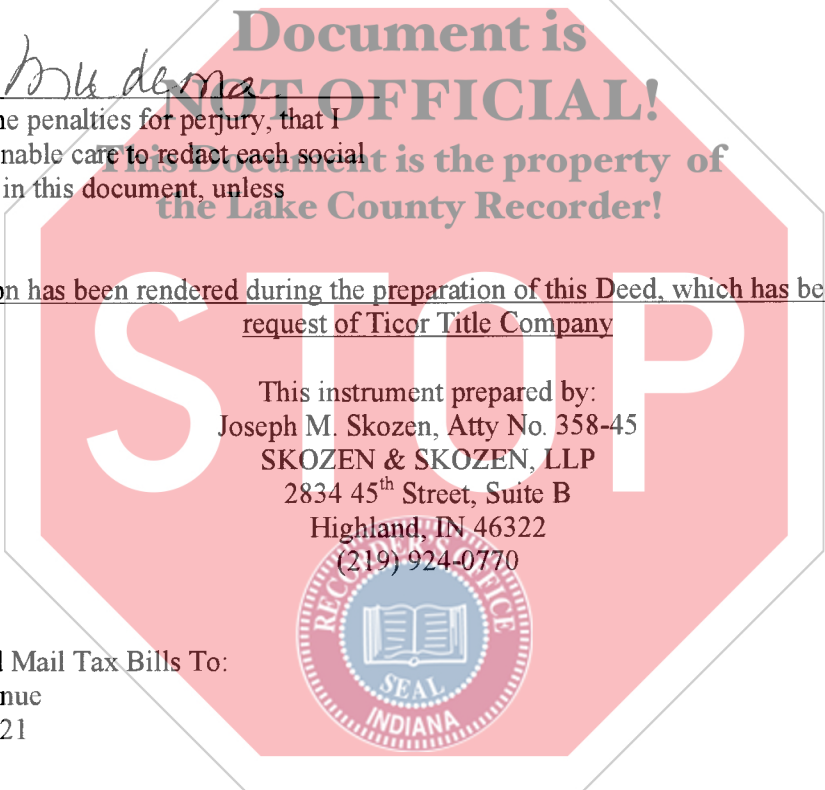 Document is
NOT OFFICIAL!
This Document is the property of
the Lake County Recorder!
ne penalties for perjury, that I
nable care to redact each social
in this document, unless
on has been rendered during the preparation of this Deed, which has be
request of Ticor Title Company
STOP
This instrument prepared by:
Joseph M. Skozen, Atty No. 358-45
SKOZEN & SKOZEN, LLP
2834 45th Street, Suite B
Highland, IN 46322
(219) 924-0770
RECORDER'S OFFICE
SEAL
INDIANA
l Mail Tax Bills To:
nue
21